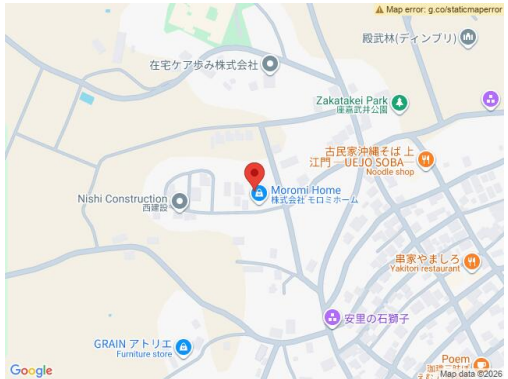 Map error: g.co/staticmaperror
殿武林(ディンブリ)
在宅ケア歩み株式会社
Zakatakei Park
座嘉武井公園
古民家沖縄そば 上
江門 ―UEJO SOBA―
Noodle shop
Moromi Home
株式会社 モロミホーム
Nishi Construction
西建設
串家やましろ
Yakiton restaurant
安里の石獅子
GRAIN アトリエ
Furniture store
Poem
Google
Map data ©2026